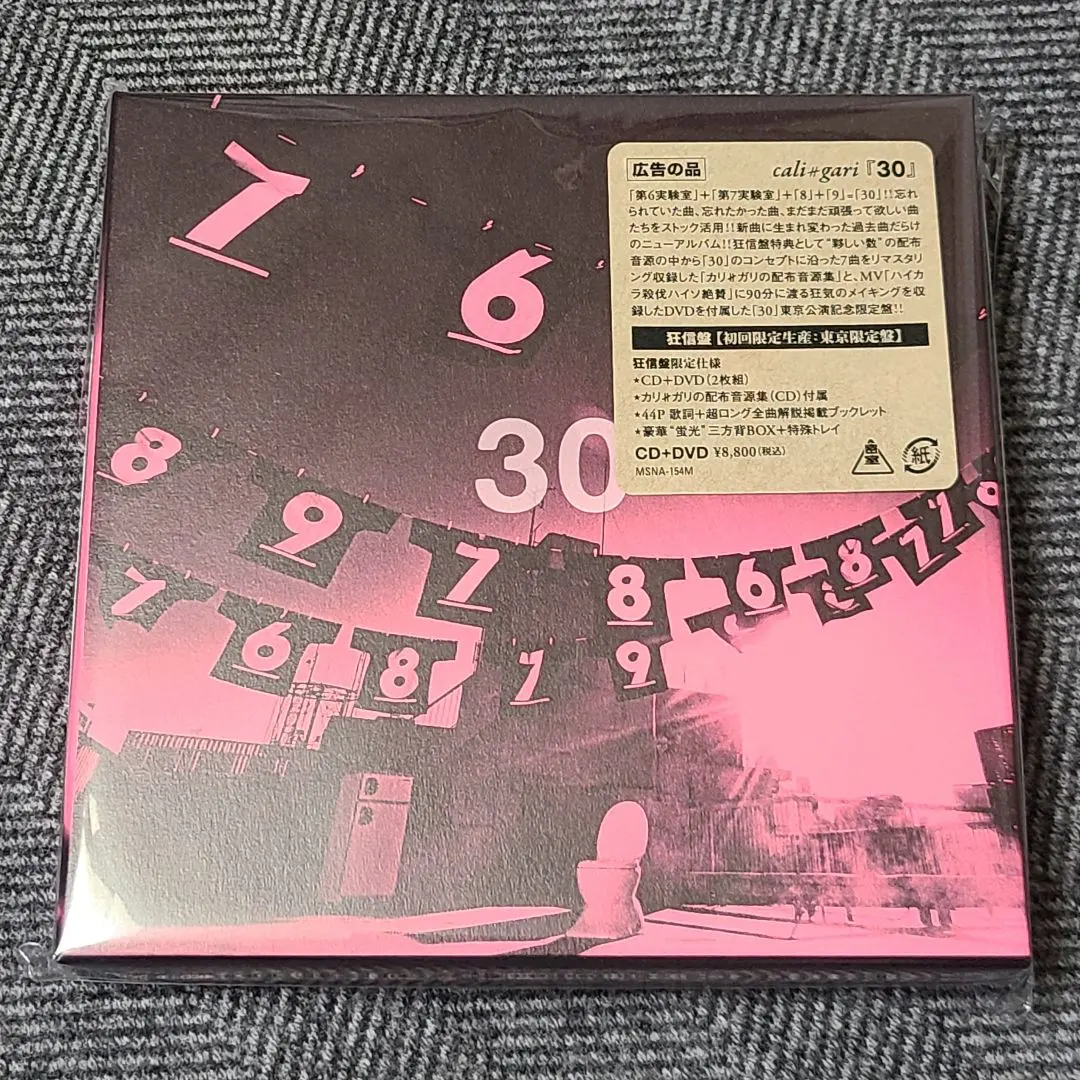 7
6
広告の品 cali≠gari 『30』
「第6実験室」+「第7実験室」+「8」+「9」=「30」!!忘れ
られていた曲、忘れたかった曲、まだまだ頑張って欲しい曲
たちをストック活用!!新曲に生まれ変わった過去曲だらけ
のニューアルバム!!狂信盤特典として“夥しい数”の配布
音源の中から「30」のコンセプトに沿った7曲をリマスタリ
ング収録した「カリ≠ガリの配布音源集」と、MV「ハイカ
ラ殺伐ハイソ絶賛」に90分に渡る狂気のメイキングを収
録したDVDを付属した「30」東京公演記念限定盤!!
狂信盤【初回限定生産:東京限定盤】
狂信盤限定仕様
★CD+DVD(2枚組)
★カリ≠ガリの配布音源集(CD)付属
★44P 歌詞+超ロング全曲解説掲載ブックレット
★豪華“蛍光”三方背BOX+特殊トレイ
CD+DVD ¥8,800(税込)
MSNA-154M
密室
紙
30
8 9 7 8 6 8 7 7 9
7 6 8 7 9